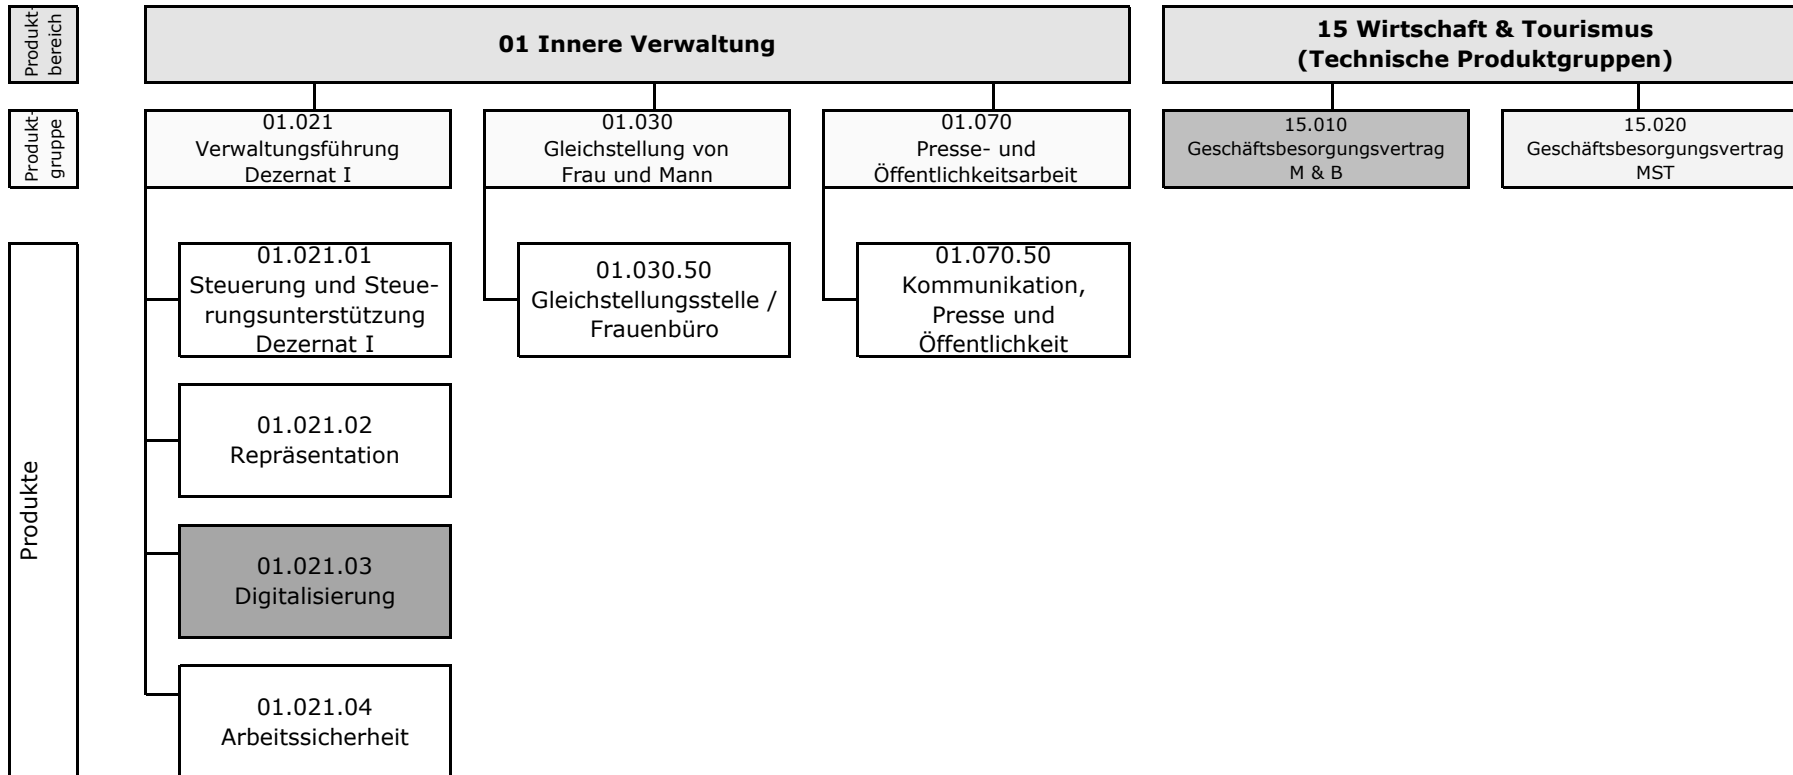 Produkt-
bereich
01 Innere Verwaltung
15 Wirtschaft & Tourismus
(Technische Produktgruppen)
Produkt-
gruppe
01.021
Verwaltungsführung
Dezernat I
01.030
Gleichstellung von
Frau und Mann
01.070
Presse- und
Öffentlichkeitsarbeit
15.010
Geschäftsbesorgungsvertrag
M & B
15.020
Geschäftsbesorgungsvertrag
MST
Produkte
01.021.01
Steuerung und Steue-
rungsunterstützung
Dezernat I
01.030.50
Gleichstellungsstelle /
Frauenbüro
01.070.50
Kommunikation,
Presse und
Öffentlichkeit
01.021.02
Repräsentation
01.021.03
Digitalisierung
01.021.04
Arbeitssicherheit